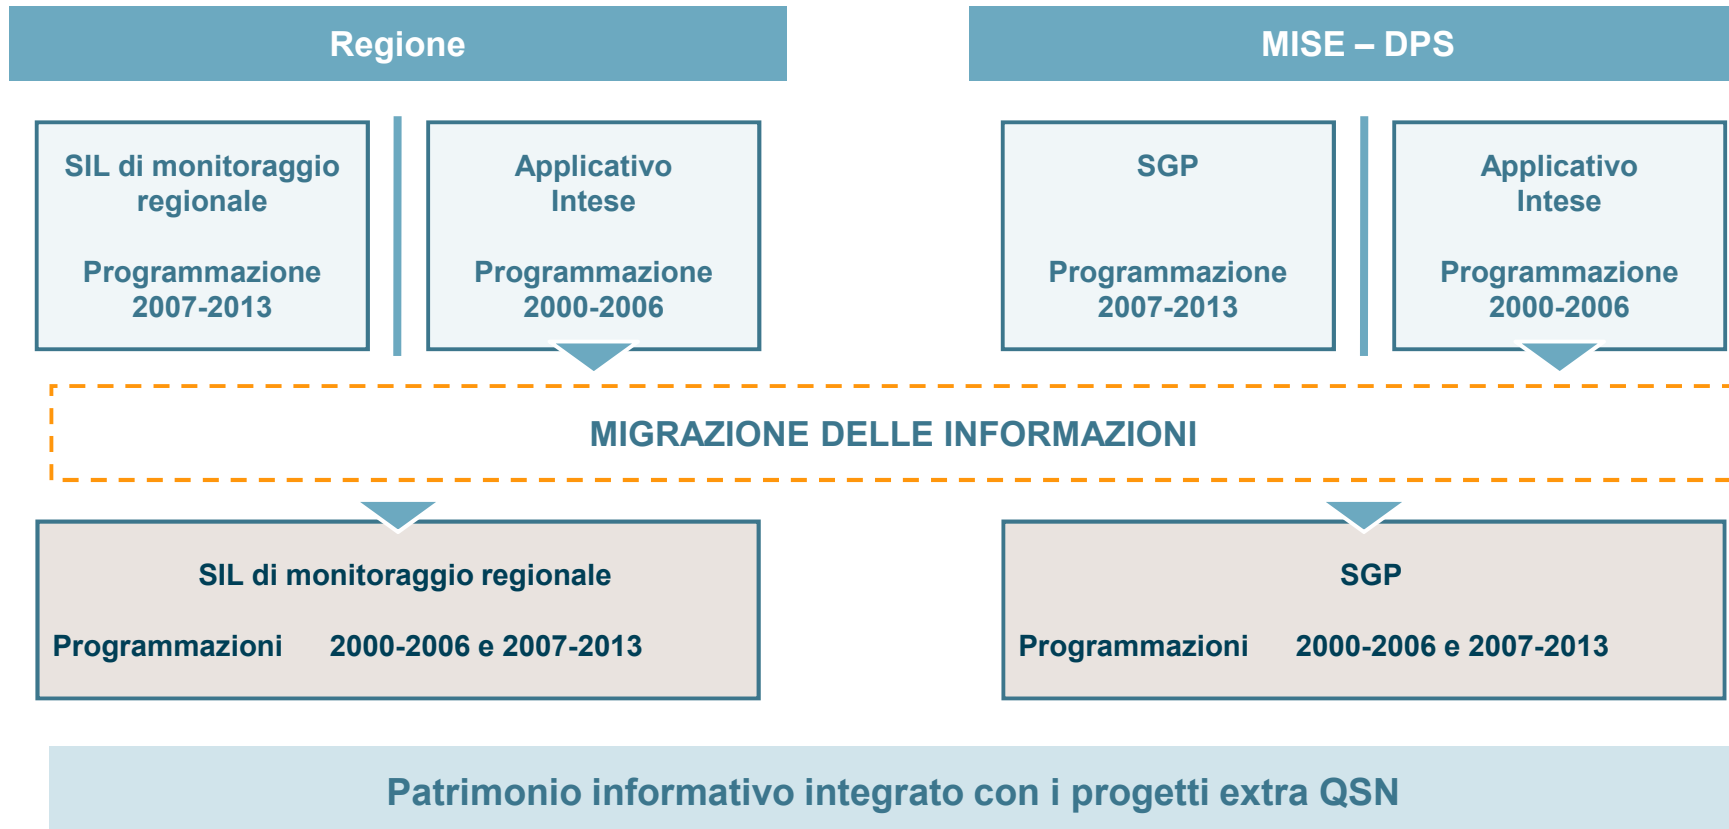 Regione
MISE – DPS
SIL di monitoraggio
regionale
Programmazione
2007-2013
Applicativo
Intese
Programmazione
2000-2006
SGP
Programmazione
2007-2013
Applicativo
Intese
Programmazione
2000-2006
MIGRAZIONE DELLE INFORMAZIONI
SIL di monitoraggio regionale
Programmazioni 2000-2006 e 2007-2013
SGP
Programmazioni 2000-2006 e 2007-2013
Patrimonio informativo integrato con i progetti extra QSN